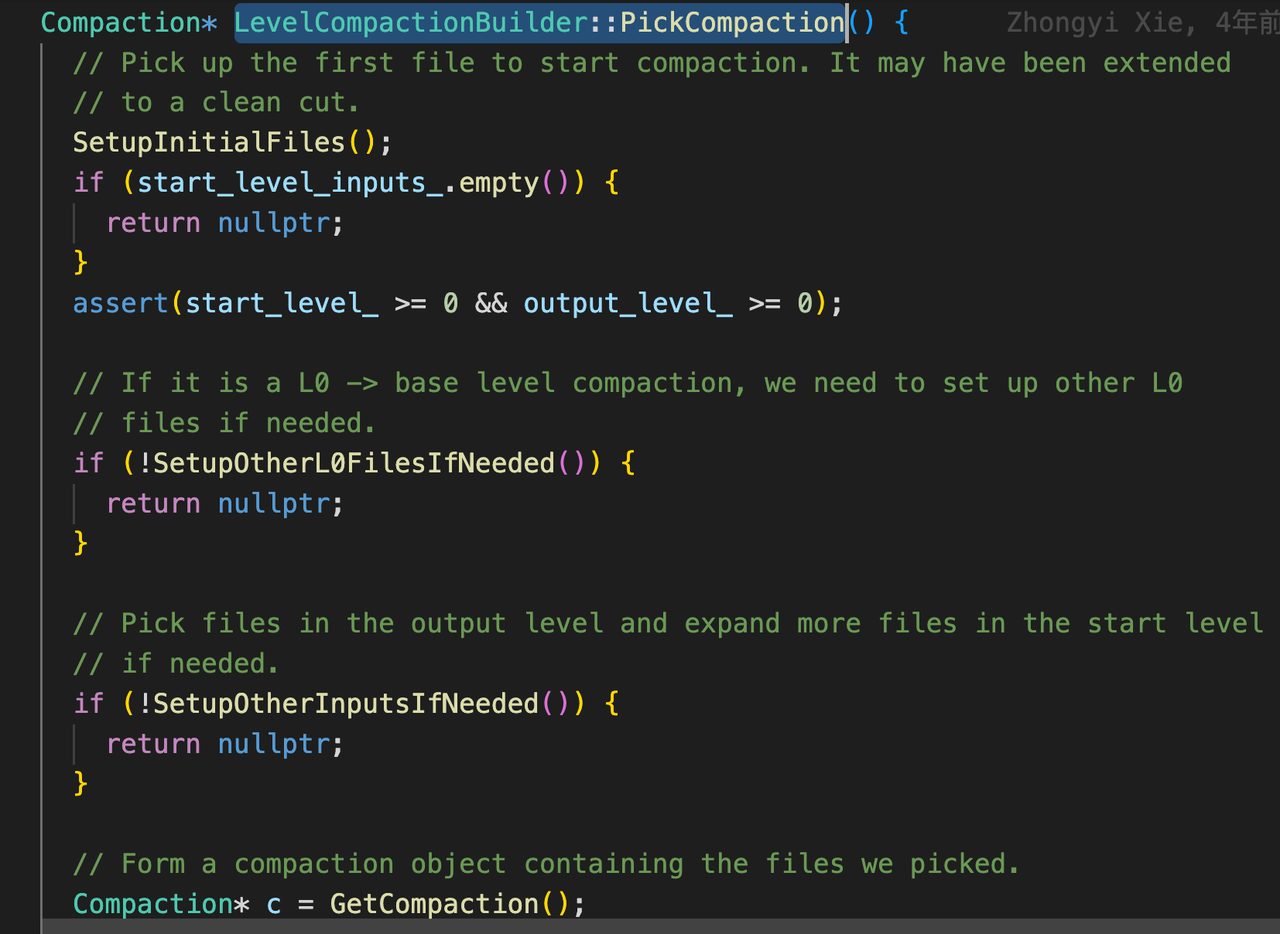 Compaction* LevelCompactionBuilder::PickCompaction() { Zhongyi Xie, 4年前
// Pick up the first file to start compaction. It may have been extended
// to a clean cut.
SetupInitialFiles();
if (start_level_inputs_.empty()) {
return nullptr;
}
assert(start_level_ >= 0 && output_level_ >= 0);
// If it is a L0 -> base level compaction, we need to set up other L0
// files if needed.
if (!SetupOtherL0FilesIfNeeded()) {
return nullptr;
}
// Pick files in the output level and expand more files in the start level
// if needed.
if (!SetupOtherInputsIfNeeded()) {
return nullptr;
}
// Form a compaction object containing the files we picked.
Compaction* c = GetCompaction();